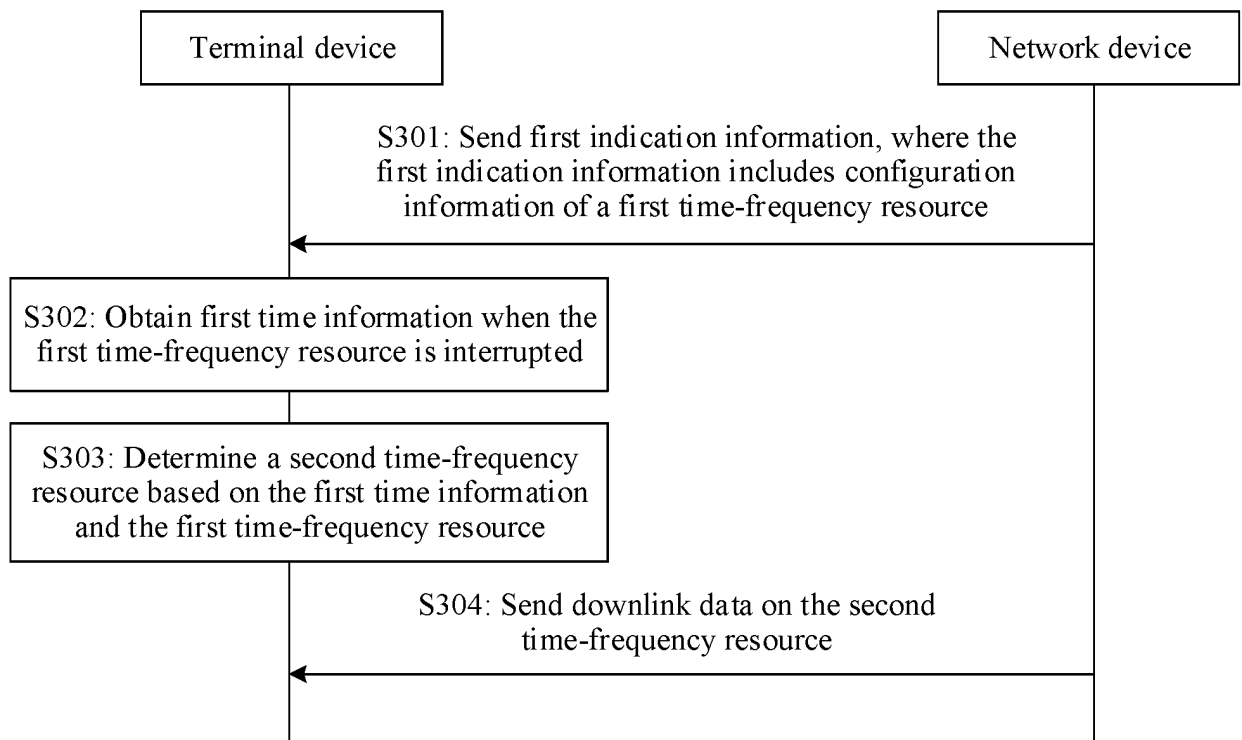 Terminal device
Network device
S301: Send first indication information, where the
first indication information includes configuration
information of a first time-frequency resource
S302: Obtain first time information when the
first time-frequency resource is interrupted
S303: Determine a second time-frequency
resource based on the first time information
and the first time-frequency resource
S304: Send downlink data on the second
time-frequency resource